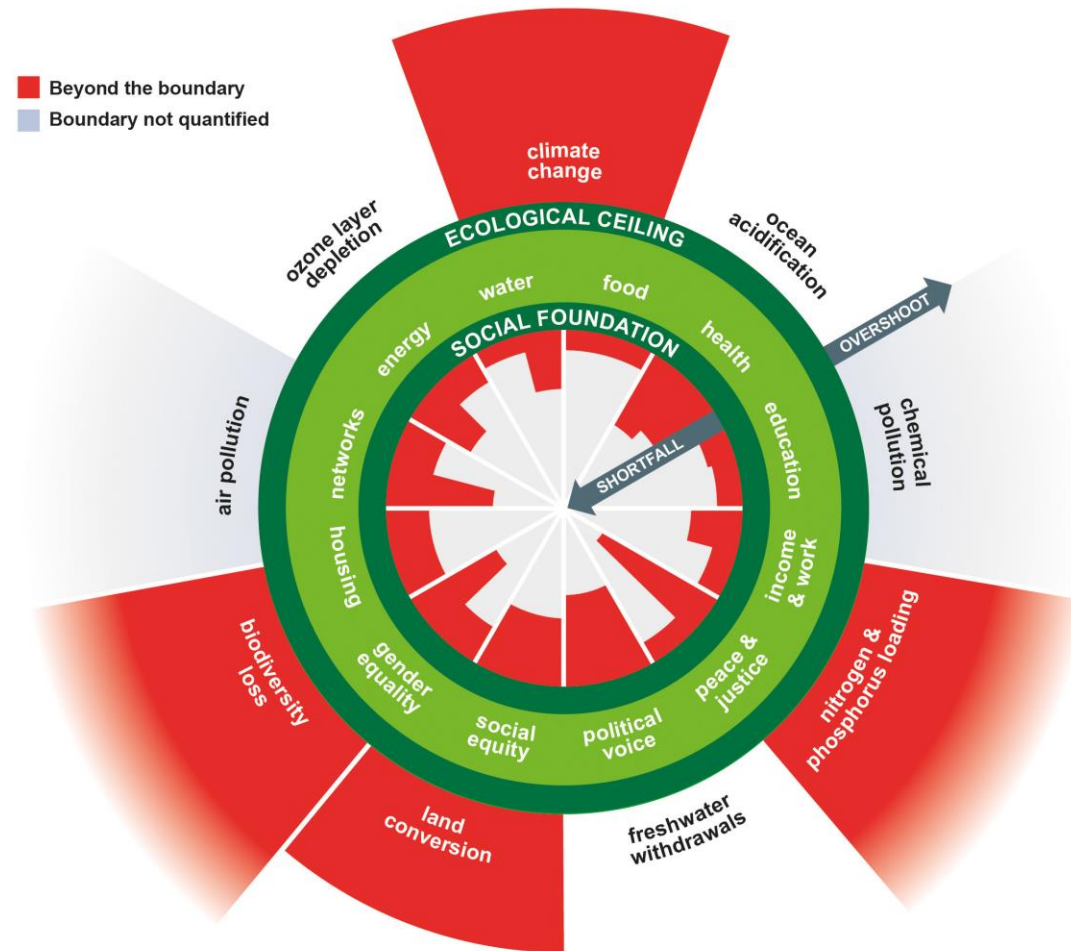 Beyond the boundary
Boundary not quantified
climate
change
ozone layer
depletion
ocean
acidification
ECOLOGICAL CEILING
OVERSHOOT
water
food
energy
health
SOCIAL FOUNDATION
networks
education
SHORTFALL
air pollution
chemical
pollution
housing
income
& work
gender
equality
peace &
justice
social
equity
political
voice
biodiversity
loss
nitrogen &
phosphorus loading
land
conversion
freshwater
withdrawals